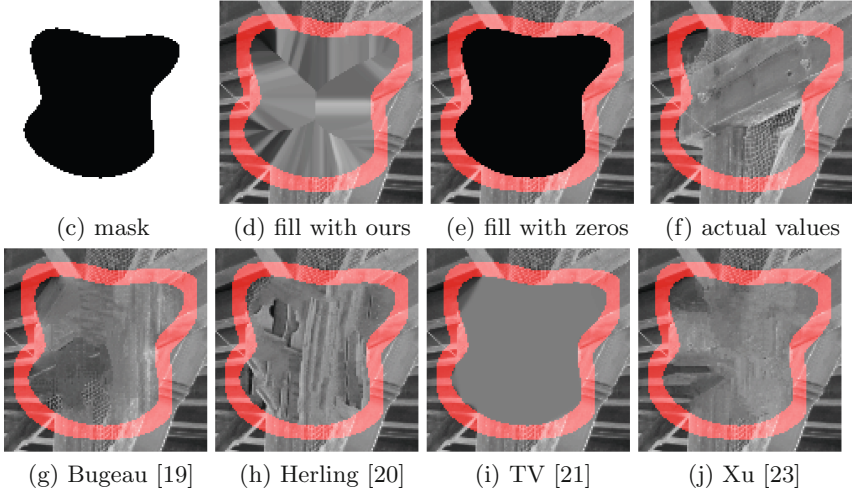 (c) mask (d) fill with ours (e) fill with zeros (f) actual values
(g) Bugeau [19] (h) Herling [20] (i) TV [21] (j) Xu [23]